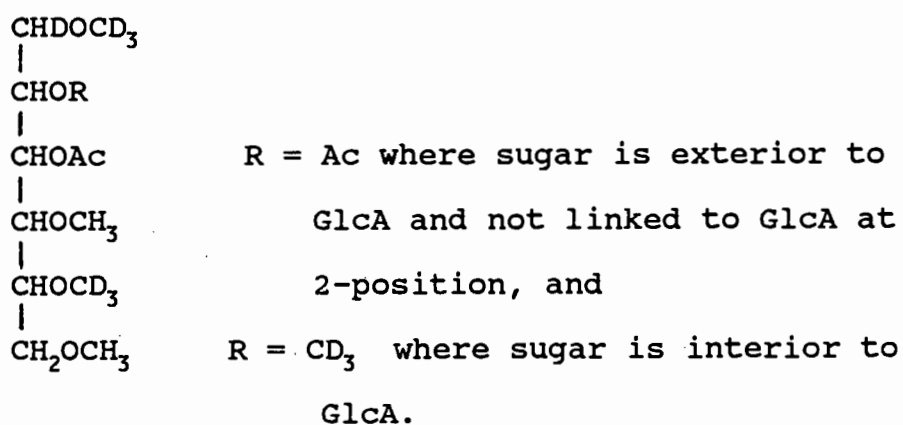 CHDOCD₃
|
CHOR
|
CHOAc R = Ac where sugar is exterior to
|
CHOCH₃ GlcA and not linked to GlcA at
|
CHOCD₃ 2-position, and
|
CH₂OCH₃ R = CD₃ where sugar is interior to
GlcA.